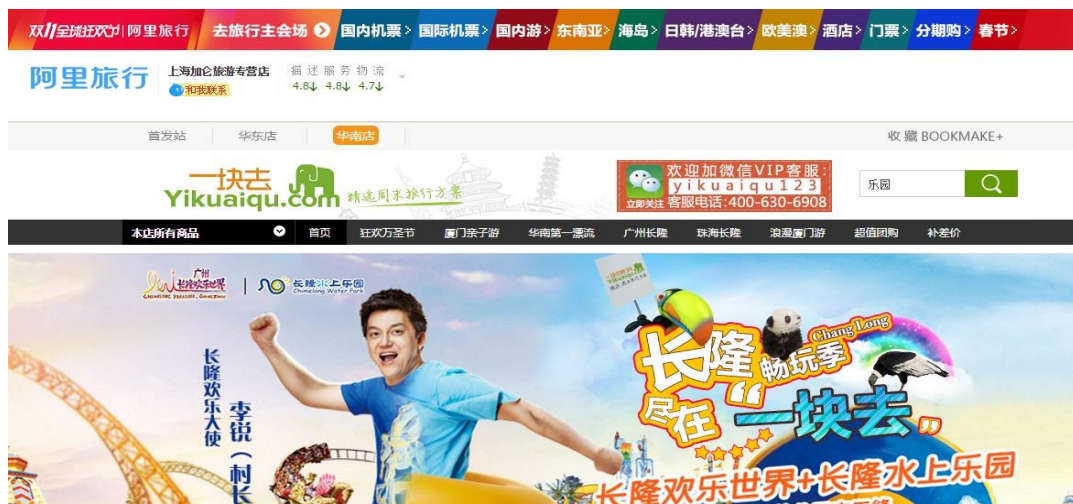 双11全球狂欢节 阿里旅行 去旅行主会场 国内机票> 国际机票> 国内游> 东南亚> 海岛> 日韩/港澳台> 欧美澳> 酒店> 门票> 分期购> 春节>
阿里旅行 上海加仑旅游专营店 描 述 服 务 物 流
和我联系 4.8↓ 4.8↓ 4.7↓
首发站 华东店 华南店 收 藏 BOOKMAKE+
一块去
Yikuaiqu.com 精选周末旅行方案
欢迎加微信VIP客服:
yikuaiqu123
立即关注 客服电话:400-630-6908
乐园
本店所有商品 首页 狂欢万圣节 厦门亲子游 华南第一漂流 广州长隆 珠海长隆 浪漫厦门游 超值团购 补差价
广州
长隆欢乐世界
CHIMELONG PARADISE, Guangzhou
长隆水上乐园
Chimelong Water Park
长隆欢乐大使
李锐(村长
Chang Long
长隆畅玩季
尽在“一块去”
长隆欢乐世界+长隆水上乐园